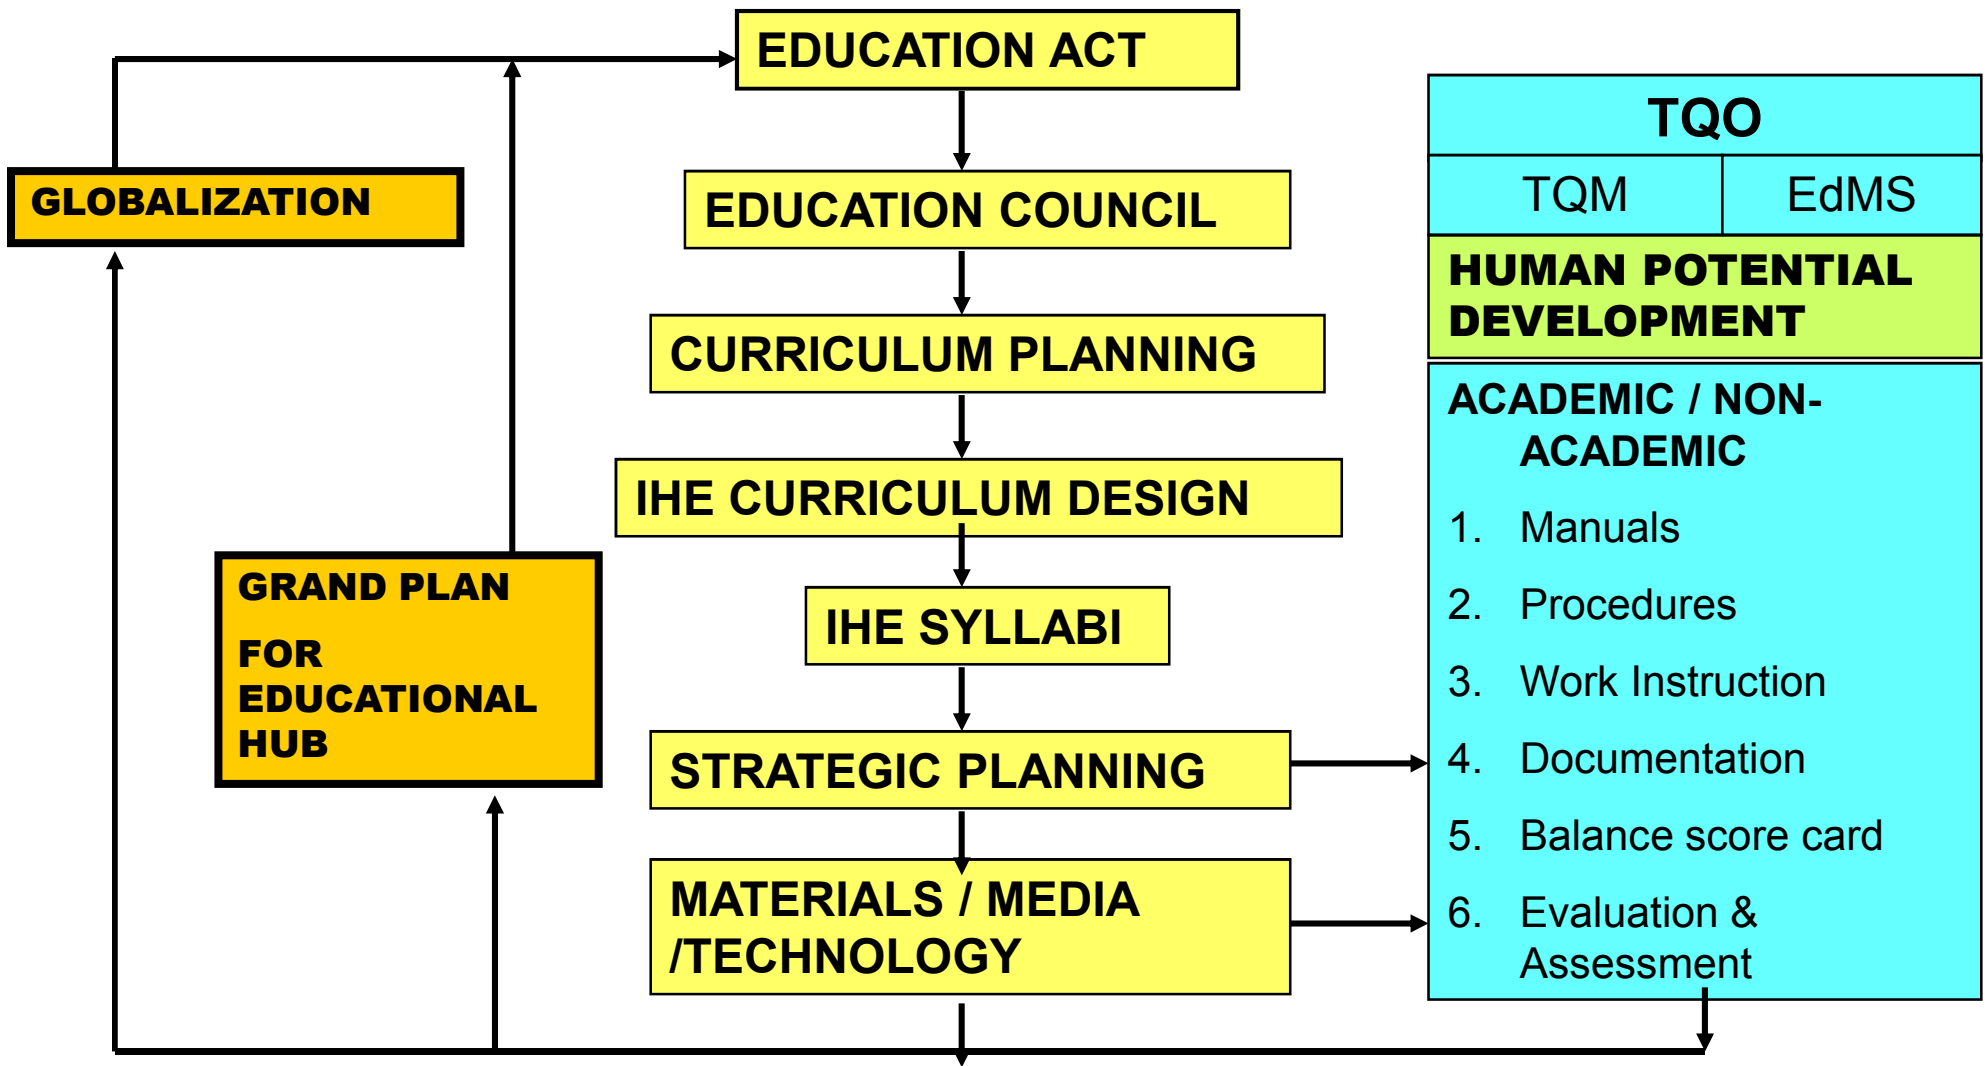 EDUCATION ACT
TQO
TQM
EdMS
GLOBALIZATION
EDUCATION COUNCIL
HUMAN POTENTIAL
DEVELOPMENT
CURRICULUM PLANNING
ACADEMIC / NON-
ACADEMIC
IHE CURRICULUM DESIGN
1. Manuals
GRAND PLAN
FOR
EDUCATIONAL
HUB
2. Procedures
IHE SYLLABI
3. Work Instruction
STRATEGIC PLANNING
4. Documentation
5. Balance score card
MATERIALS / MEDIA
/TECHNOLOGY
6. Evaluation &
Assessment